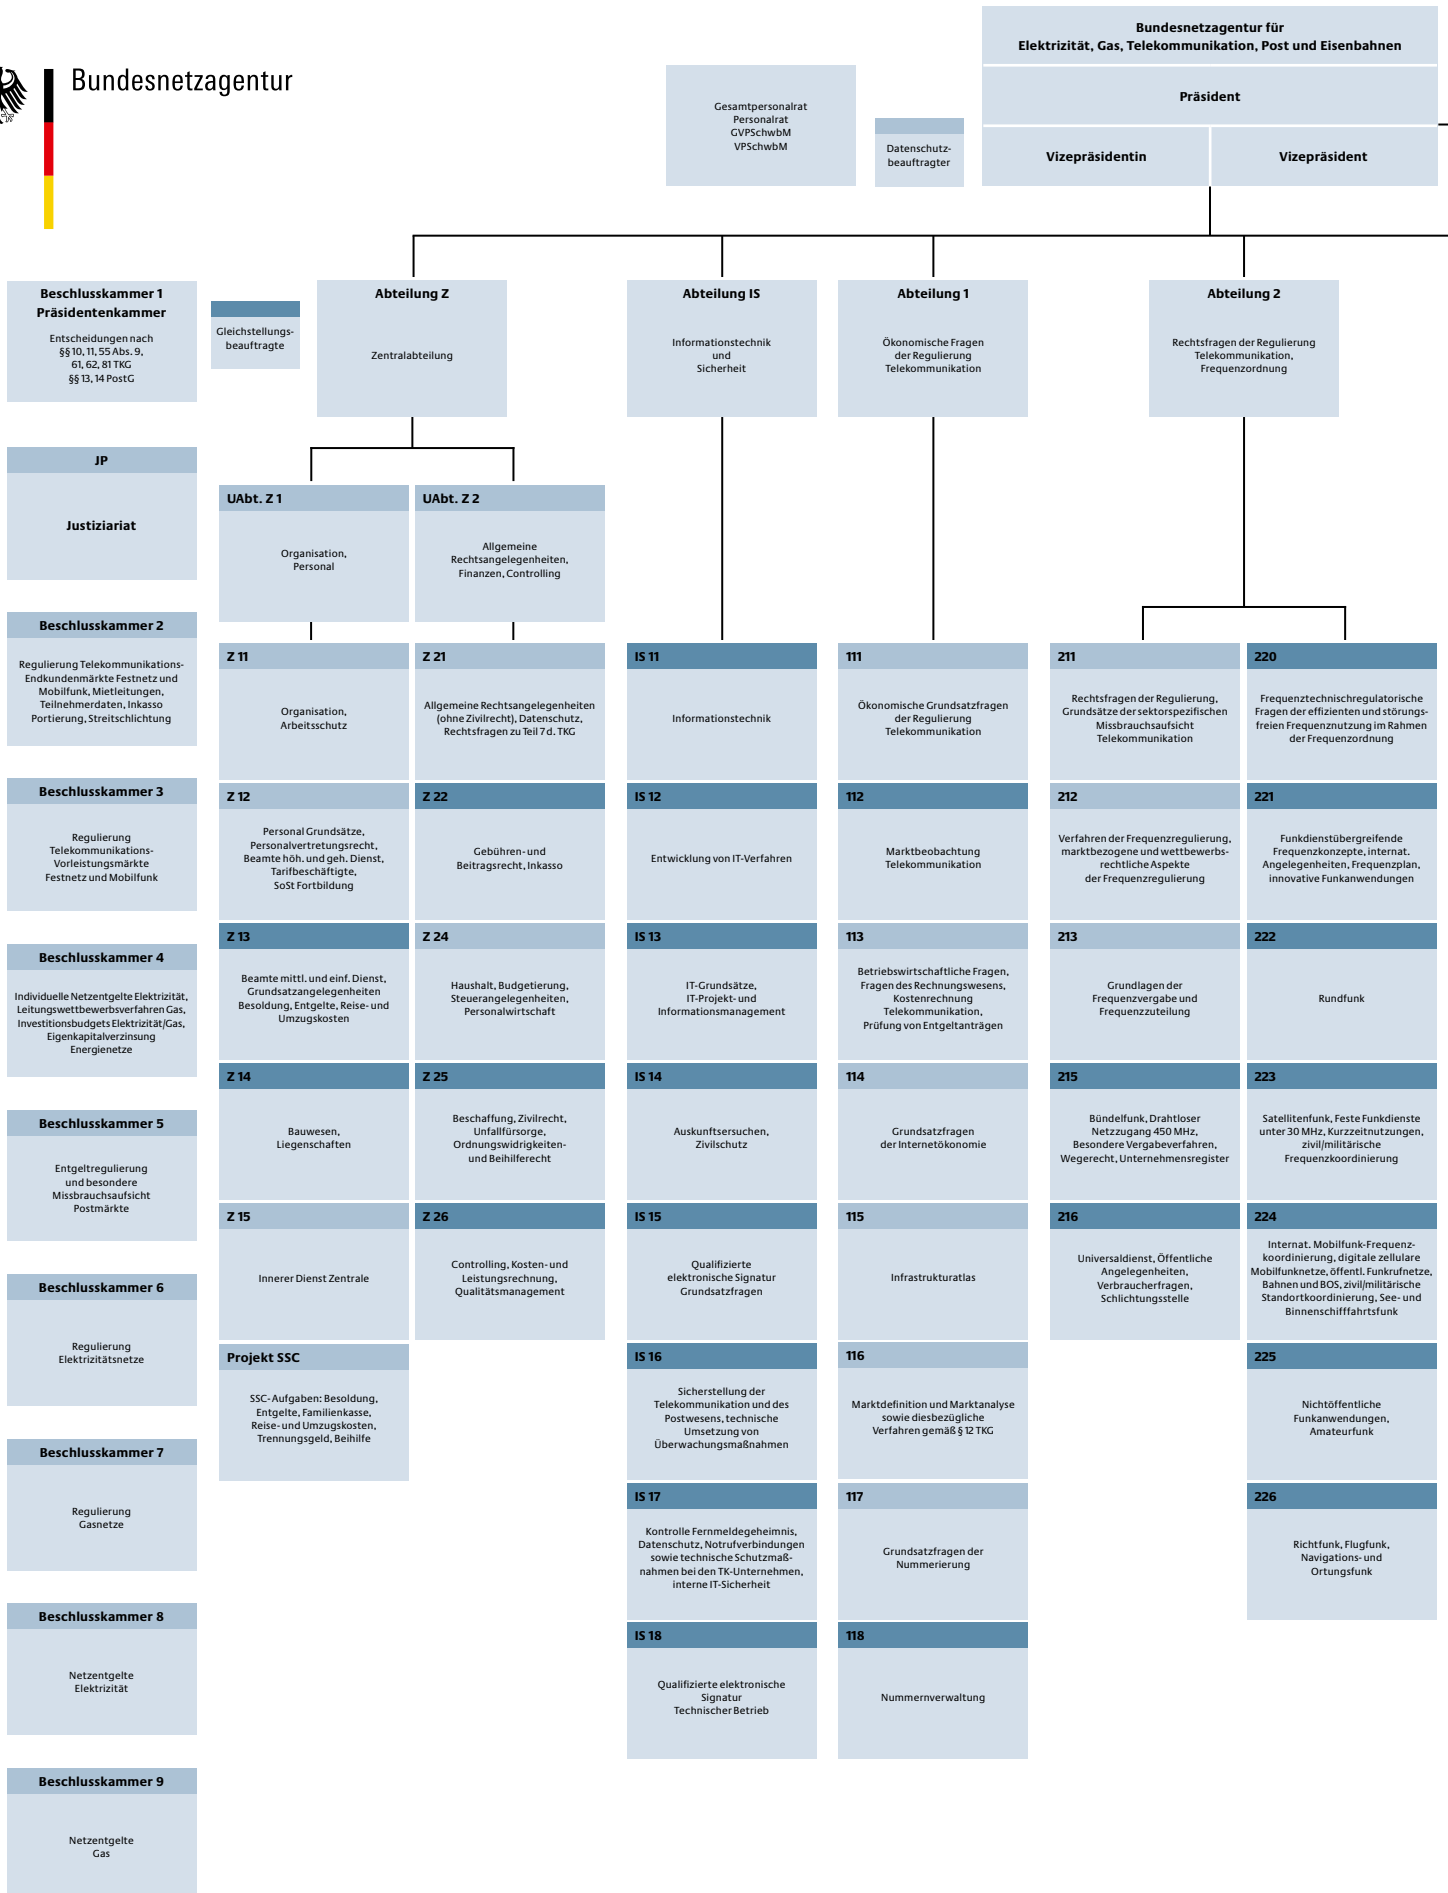 Bundesnetzagentur
Gesamtpersonalrat
Personalrat
GVPSchwbM
VPSchwbM
Datenschutz-
beauftragter
Bundesnetzagentur für
Elektrizität, Gas, Telekommunikation, Post und Eisenbahnen
Präsident
Vizepräsidentin
Vizepräsident
Beschlusskammer 1
Präsidentenkammer
Entscheidungen nach
§§ 10, 11, 55 Abs. 9,
61, 62, 81 TKG
§§ 13, 14 PostG
Gleichstellungs-
beauftragte
Abteilung Z
Zentralabteilung
Abteilung IS
Informationstechnik
und
Sicherheit
Abteilung 1
Ökonomische Fragen
der Regulierung
Telekommunikation
Abteilung 2
Rechtsfragen der Regulierung
Telekommunikation,
Frequenzordnung
JP
Justiziariat
Beschlusskammer 2
Regulierung Telekommunikations-
Endkundenmärkte Festnetz und
Mobilfunk, Mietleitungen,
Teilnehmerdaten, Inkasso
Portierung, Streitschlichtung
Beschlusskammer 3
Regulierung
Telekommunikations-
Vorleistungsmärkte
Festnetz und Mobilfunk
Beschlusskammer 4
Individuelle Netzentgelte Elektrizität,
Leitungswettbewerbsverfahren Gas,
Investitionsbudgets Elektrizität/Gas,
Eigenkapitalverzinsung
Energienetze
Beschlusskammer 5
Entgeltregulierung
und besondere
Missbrauchsaufsicht
Postmärkte
Beschlusskammer 6
Regulierung
Elektrizitätsnetze
Beschlusskammer 7
Regulierung
Gasnetze
Beschlusskammer 8
Netzentgelte
Elektrizität
Beschlusskammer 9
Netzentgelte
Gas
UAbt. Z 1
Organisation,
Personal
Z 11
Organisation,
Arbeitsschutz
Z 12
Personal Grundsätze,
Personalvertretungsrecht,
Beamte höh. und geh. Dienst,
Tarifbeschäftigte,
SoSt Fortbildung
Z 13
Beamte mittl. und einf. Dienst,
Grundsatzangelegenheiten
Besoldung, Entgelte, Reise- und
Umzugskosten
Z 14
Bauwesen,
Liegenschaften
Z 15
Innerer Dienst Zentrale
Projekt SSC
SSC-Aufgaben: Besoldung,
Entgelte, Familienkasse,
Reise- und Umzugskosten,
Trennungsgeld, Beihilfe
UAbt. Z 2
Allgemeine
Rechtsangelegenheiten,
Finanzen, Controlling
Z 21
Allgemeine Rechtsangelegenheiten
(ohne Zivilrecht), Datenschutz,
Rechtsfragen zu Teil 7 d. TKG
Z 22
Gebühren- und
Beitragsrecht, Inkasso
Z 24
Haushalt, Budgetierung,
Steuerangelegenheiten,
Personalwirtschaft
Z 25
Beschaffung, Zivilrecht,
Unfallfürsorge,
Ordnungswidrigkeiten-
und Beihilferecht
Z 26
Controlling, Kosten- und
Leistungsrechnung,
Qualitätsmanagement
IS 11
Informationstechnik
IS 12
Entwicklung von IT-Verfahren
IS 13
IT-Grundsätze,
IT-Projekt- und
Informationsmanagement
IS 14
Auskunftsersuchen,
Zivilschutz
IS 15
Qualifizierte
elektronische Signatur
Grundsatzfragen
IS 16
Sicherstellung der
Telekommunikation und des
Postwesens, technische
Umsetzung von
Überwachungsmaßnahmen
IS 17
Kontrolle Fernmeldegeheimnis,
Datenschutz, Notrufverbindungen
sowie technische Schutzmaß-
nahmen bei den TK-Unternehmen,
interne IT-Sicherheit
IS 18
Qualifizierte elektronische
Signatur
Technischer Betrieb
111
Ökonomische Grundsatzfragen
der Regulierung
Telekommunikation
112
Marktbeobachtung
Telekommunikation
113
Betriebswirtschaftliche Fragen,
Fragen des Rechnungswesens,
Kostenrechnung
Telekommunikation,
Prüfung von Entgeltanträgen
114
Grundsatzfragen
der Internetökonomie
115
Infrastrukturatlas
116
Marktdefinition und Marktanalyse
sowie diesbezügliche
Verfahren gemäß § 12 TKG
117
Grundsatzfragen der
Nummerierung
118
Nummernverwaltung
211
Rechtsfragen der Regulierung,
Grundsätze der sektorspezifischen
Missbrauchsaufsicht
Telekommunikation
212
Verfahren der Frequenzregulierung,
marktbezogene und wettbewerbs-
rechtliche Aspekte
der Frequenzregulierung
213
Grundlagen der
Frequenzvergabe und
Frequenzzuteilung
215
Bündelfunk, Drahtloser
Netzzugang 450 MHz,
Besondere Vergabeverfahren,
Wegerecht, Unternehmensregister
216
Universaldienst, Öffentliche
Angelegenheiten,
Verbraucherfragen,
Schlichtungsstelle
220
Frequenztechnischregulatorische
Fragen der effizienten und störungs-
freien Frequenznutzung im Rahmen
der Frequenzordnung
221
Funkdienstübergreifende
Frequenzkonzepte, internat.
Angelegenheiten, Frequenzplan,
innovative Funkanwendungen
222
Rundfunk
223
Satellitenfunk, Feste Funkdienste
unter 30 MHz, Kurzzeitnutzungen,
zivil/militärische
Frequenzkoordinierung
224
Internat. Mobilfunk-Frequenz-
koordinierung, digitale zellulare
Mobilfunknetze, öffentl. Funkrufnetze,
Bahnen und BOS, zivil/militärische
Standortkoordinierung, See- und
Binnenschifffahrtsfunk
225
Nichtöffentliche
Funkanwendungen,
Amateurfunk
226
Richtfunk, Flugfunk,
Navigations- und
Ortungsfunk